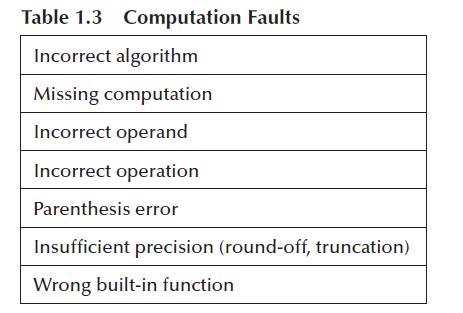 Table 1.3 Computation Faults
Incorrect algorithm
Missing computation
Incorrect operand
Incorrect operation
Parenthesis error
Insufficient precision (round-off, truncation)
Wrong built-in function